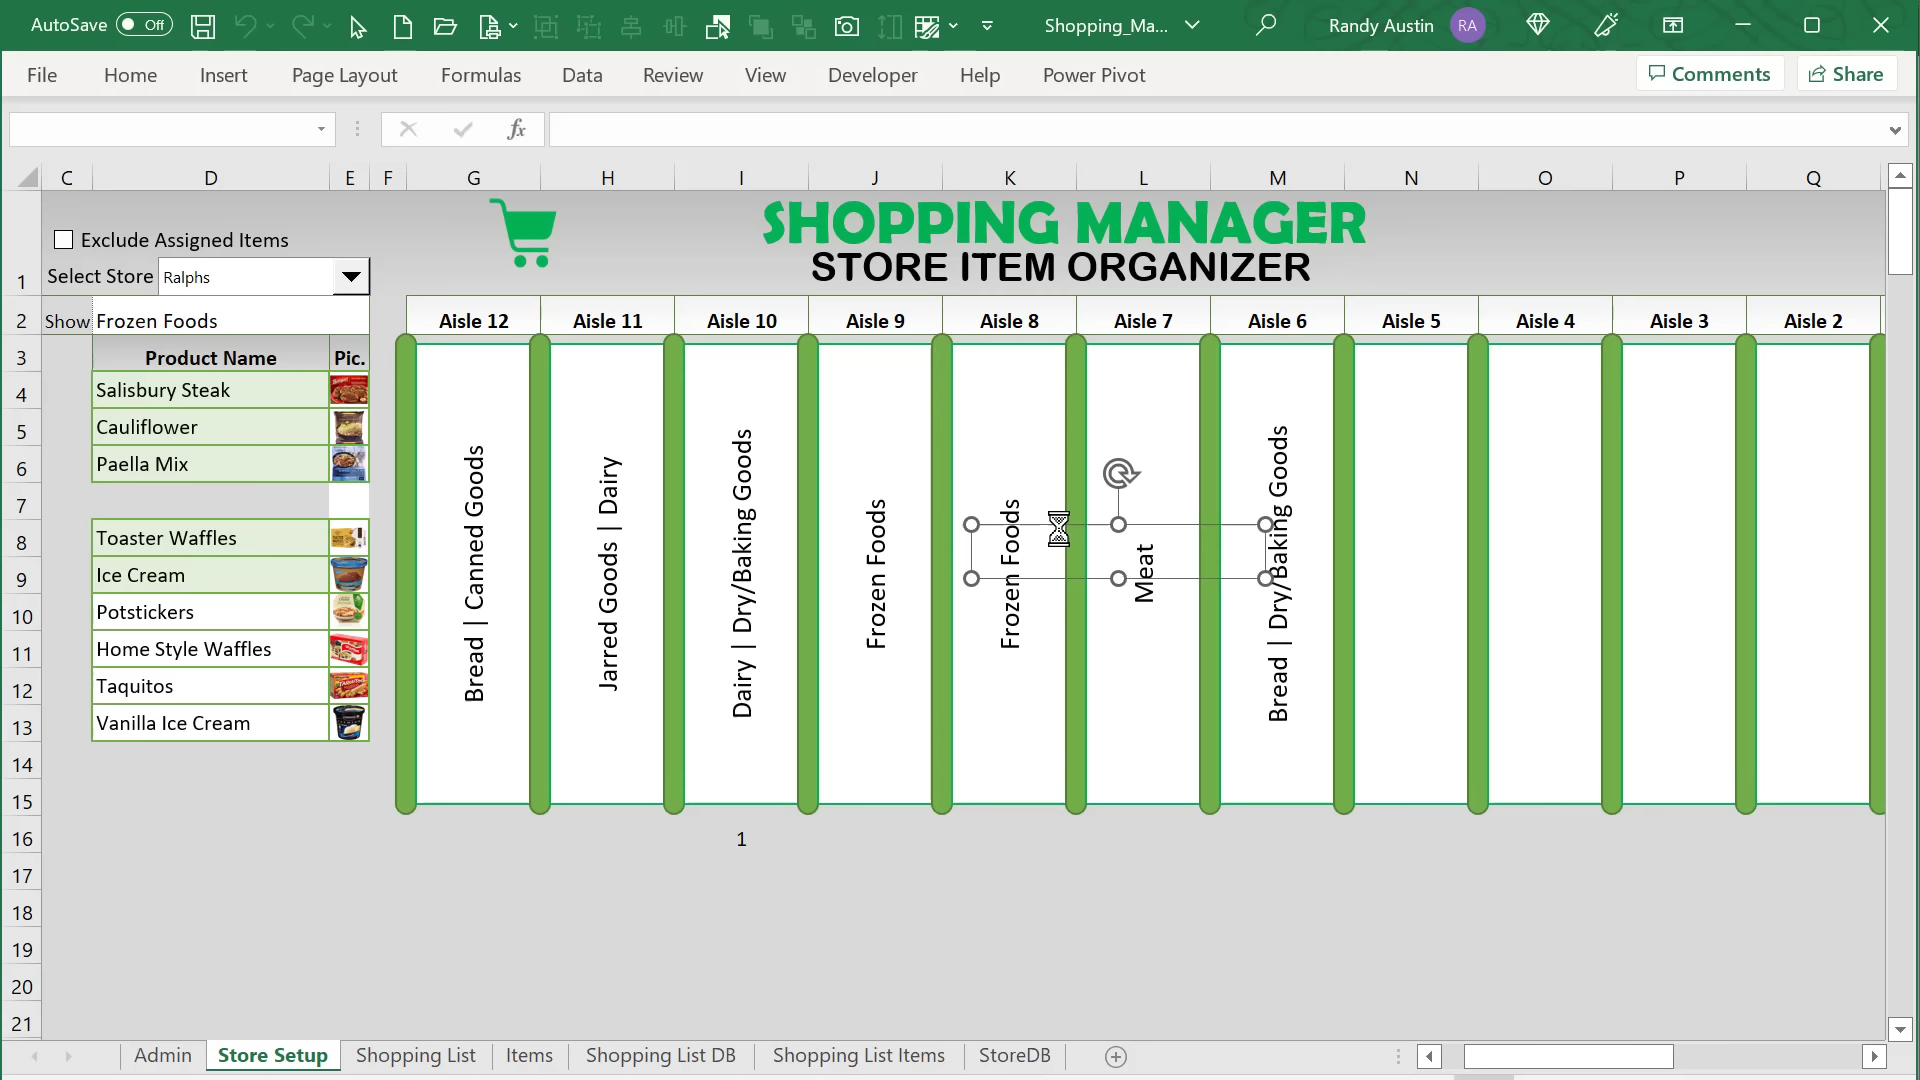 AutoSave Off Shopping_Ma... Randy Austin RA
File Home Insert Page Layout Formulas Data Review View Developer Help Power Pivot Comments Share
fx
C D E F G H I J K L M N O P Q
SHOPPING MANAGER
Exclude Assigned Items
STORE ITEM ORGANIZER
1 Select Store Ralphs
2 Show Frozen Foods Aisle 12 Aisle 11 Aisle 10 Aisle 9 Aisle 8 Aisle 7 Aisle 6 Aisle 5 Aisle 4 Aisle 3 Aisle 2
3 Product Name Pic.
4 Salisbury Steak
5 Cauliflower
6 Paella Mix
7
8 Toaster Waffles
9 Ice Cream
10 Potstickers
11 Home Style Waffles
12 Taquitos
13 Vanilla Ice Cream
Bread | Canned Goods
Jarred Goods | Dairy
Dairy | Dry/Baking Goods
Frozen Foods
Frozen Foods
Meat
Bread | Dry/Baking Goods
14
15
16 1
17
18
19
20
21
Admin Store Setup Shopping List Items Shopping List DB Shopping List Items StoreDB